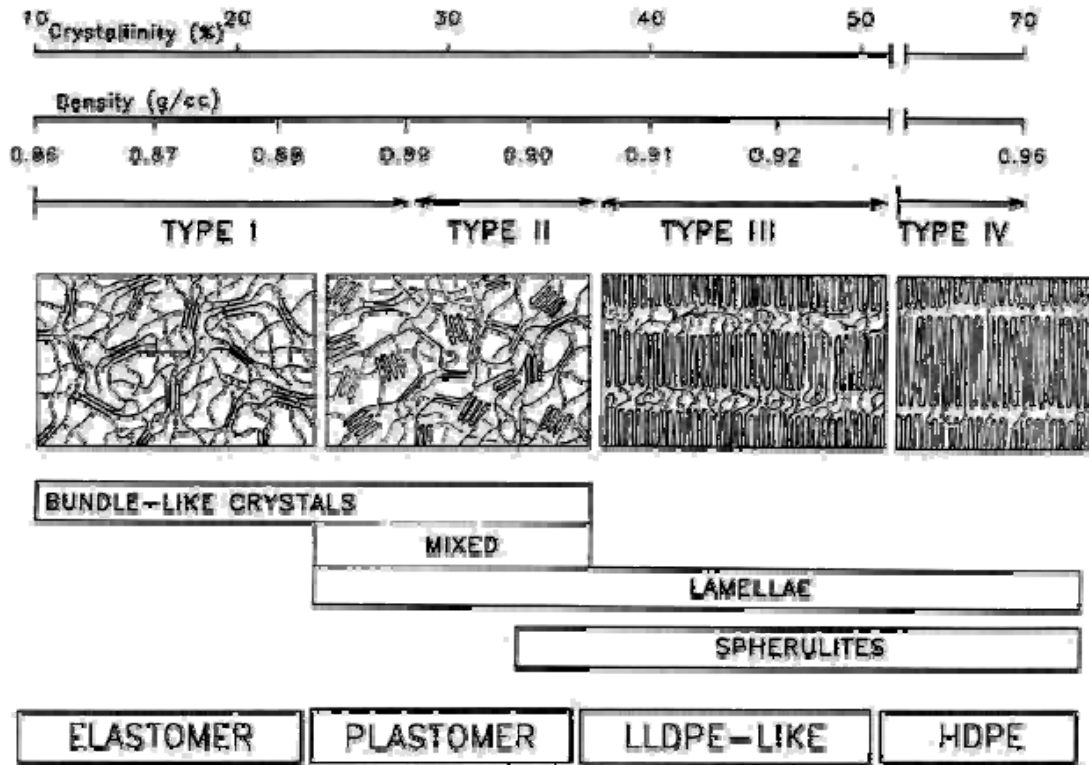 10 20 30 40 50 70
Crystallinity (%)
Density (g/cc)
0.86 0.87 0.88 0.89 0.90 0.91 0.92 0.96
TYPE I TYPE II TYPE III TYPE IV
BUNDLE-LIKE CRYSTALS
MIXED
LAMELLAE
SPHERULITES
ELASTOMER PLASTOMER LLDPE-LIKE HDPE